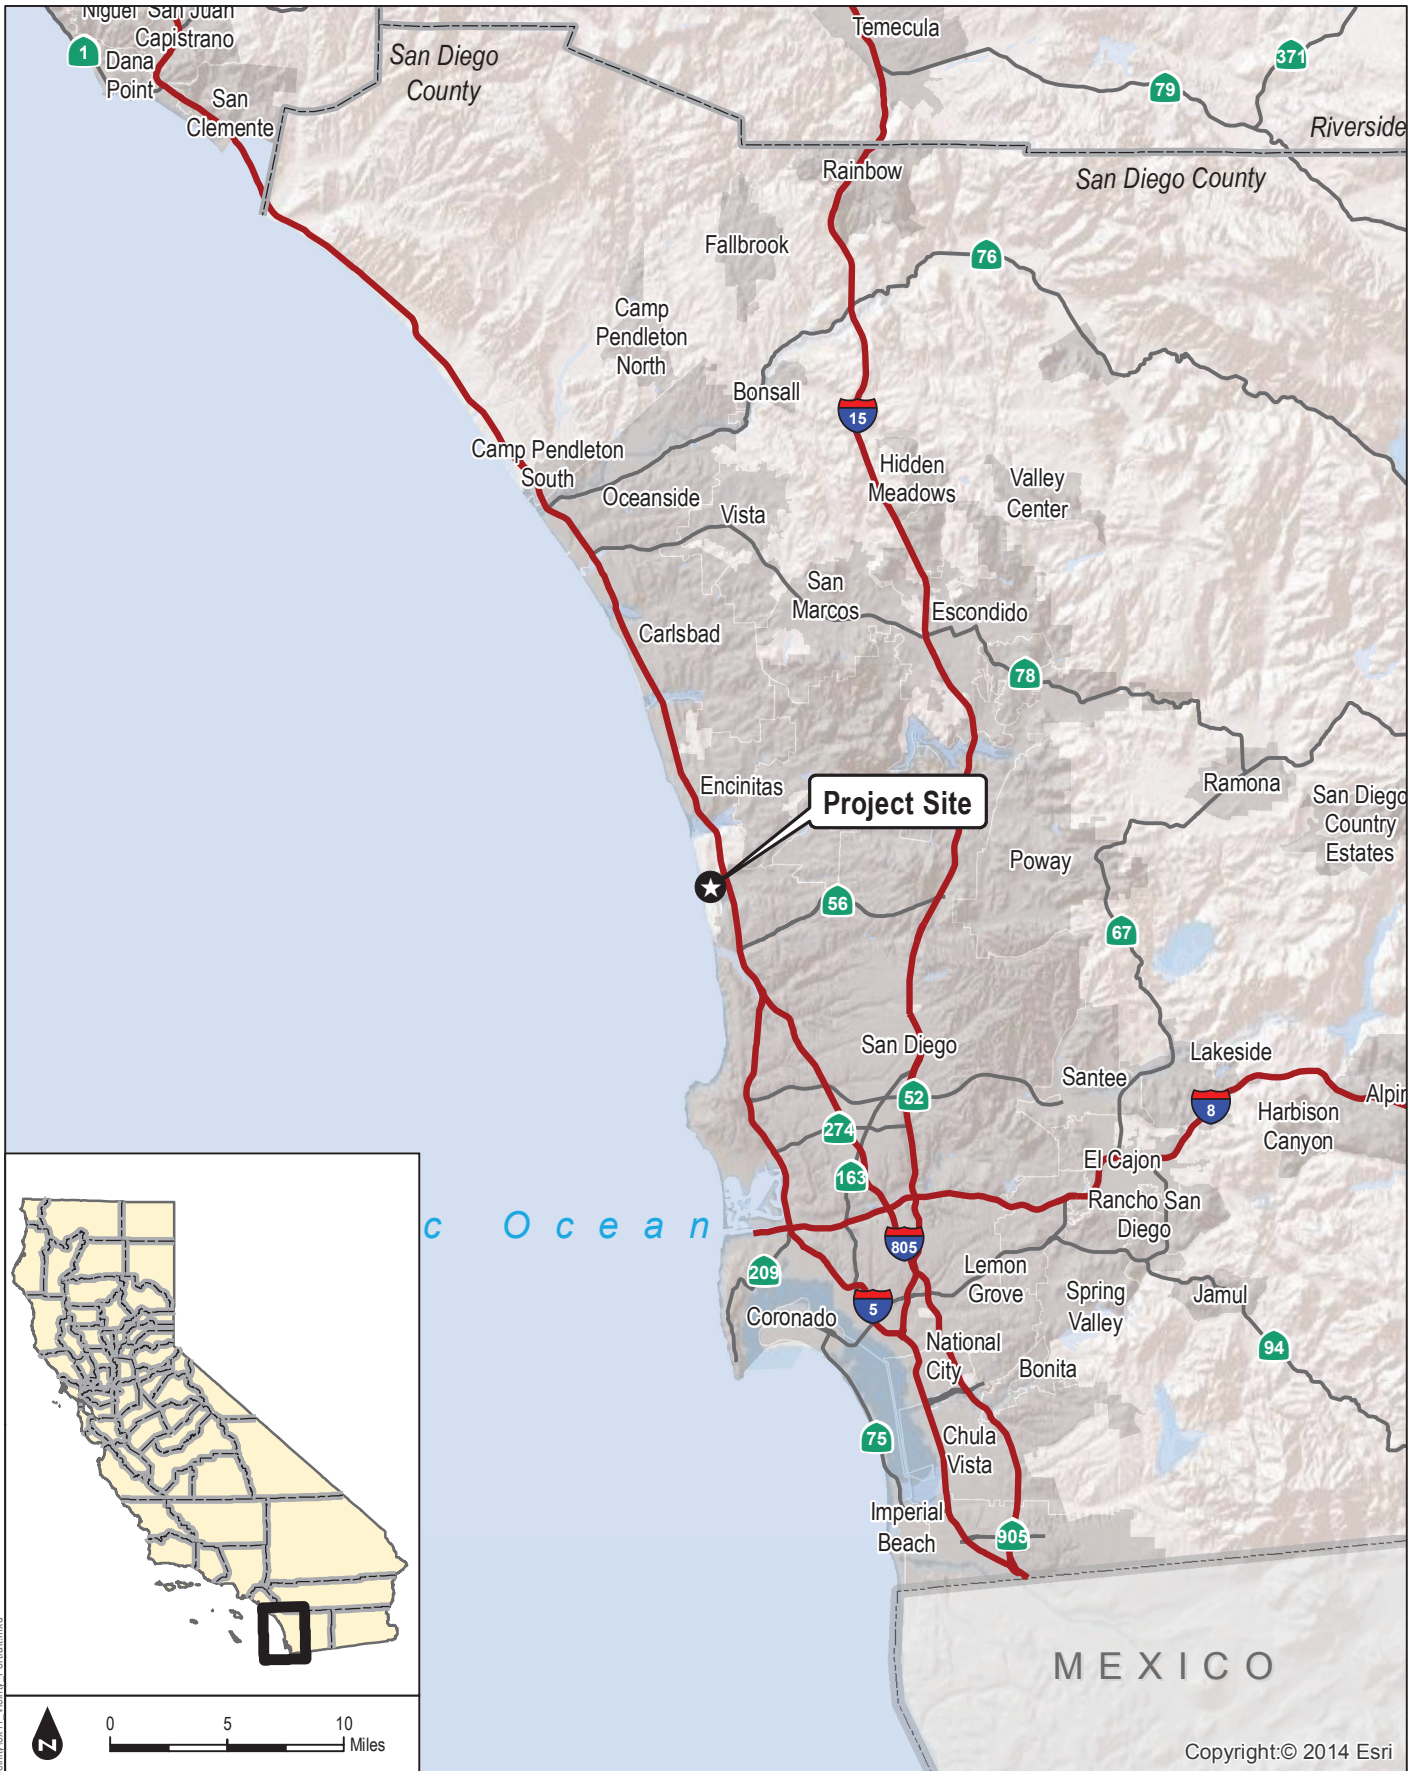 Niguel San Juan
Capistrano
1
Dana
Point
San
Clemente
San Diego
County
Temecula
371
79
Riverside
San Diego County
Rainbow
Fallbrook
76
Camp
Pendleton
North
Bonsall
15
Camp Pendleton
South
Oceanside
Vista
Hidden
Meadows
Valley
Center
San
Marcos
Escondido
Carlsbad
78
Encinitas
Project Site
Ramona
San Diego
Country
Estates
Poway
56
67
San Diego
Lakeside
Santee
52
8
Alpin
Harbison
Canyon
274
163
El Cajon
Rancho San
Diego
c Ocean
805
209
Lemon
Grove
Spring
Valley
Jamul
Coronado
5
National
City
94
Bonita
75
Chula
Vista
Imperial
Beach
905
MEXICO
N
0 5 10
Miles
Copyright:© 2014 Esri